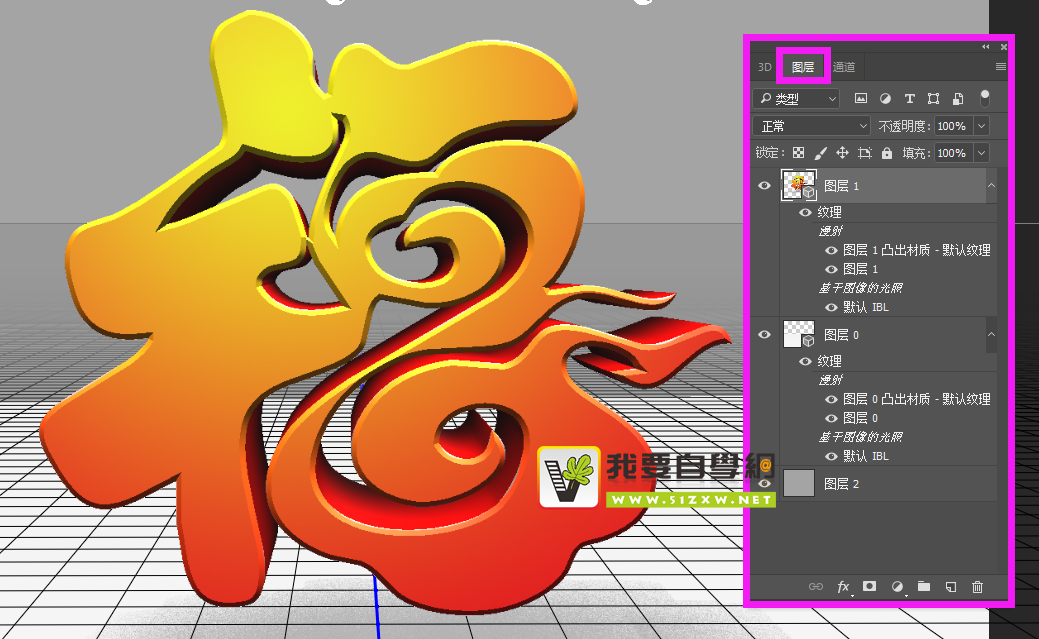 福
3D 图层 通道
类型
正常 不透明度: 100%
锁定: 填充: 100%
图层 1
纹理
漫射
图层 1 凸出材质 - 默认纹理
图层 1
基于图像的光照
默认 IBL
图层 0
纹理
漫射
图层 0 凸出材质 - 默认纹理
图层 0
基于图像的光照
默认 IBL
图层 2
fx
我要自學網@
WWW.51ZXW.NET